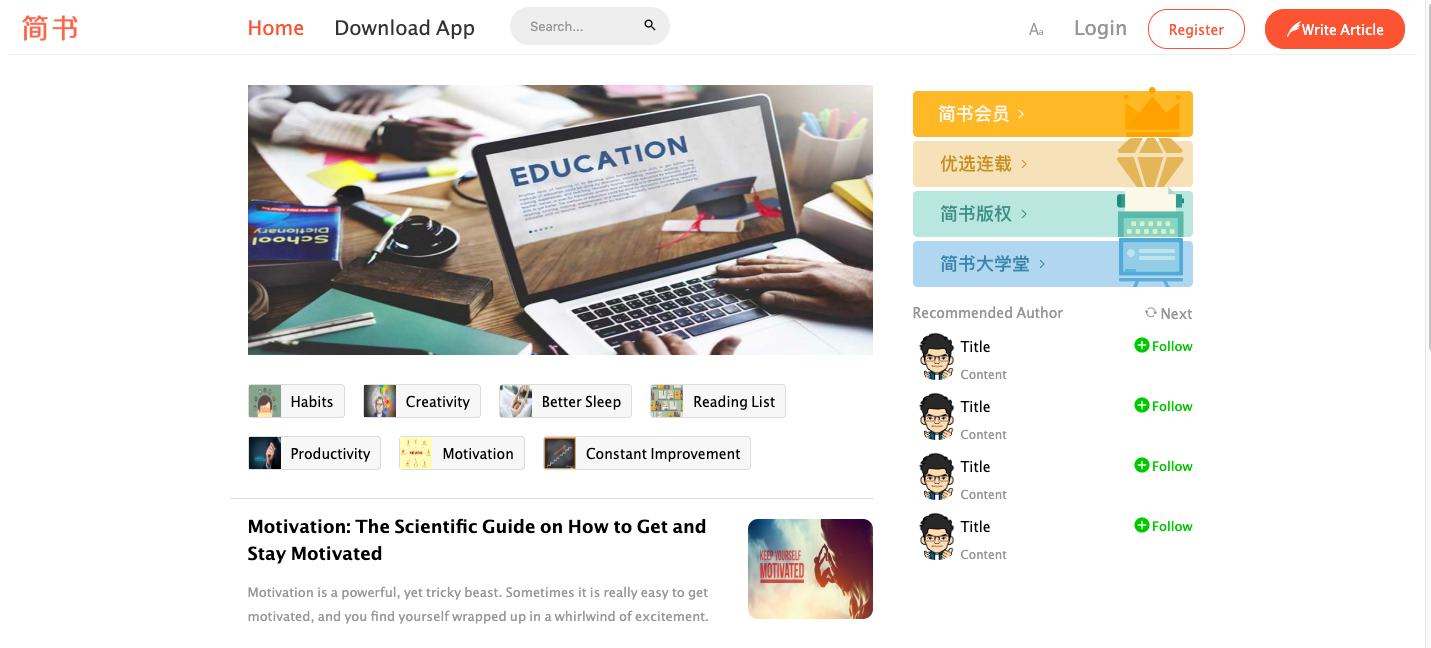 简书
Home
Download App
Search...
Aa
Login
Register
Write Article
EDUCATION
School
Dictionary
简书会员
优选连载
简书版权
简书大学堂
Recommended Author
Next
Title
Follow
Content
Title
Follow
Content
Title
Follow
Content
Title
Follow
Content
Habits
Creativity
Better Sleep
Reading List
Productivity
Motivation
Constant Improvement
Motivation: The Scientific Guide on How to Get and
Stay Motivated
KEEP YOURSELF
MOTIVATED
Motivation is a powerful, yet tricky beast. Sometimes it is really easy to get
motivated, and you find yourself wrapped up in a whirlwind of excitement.